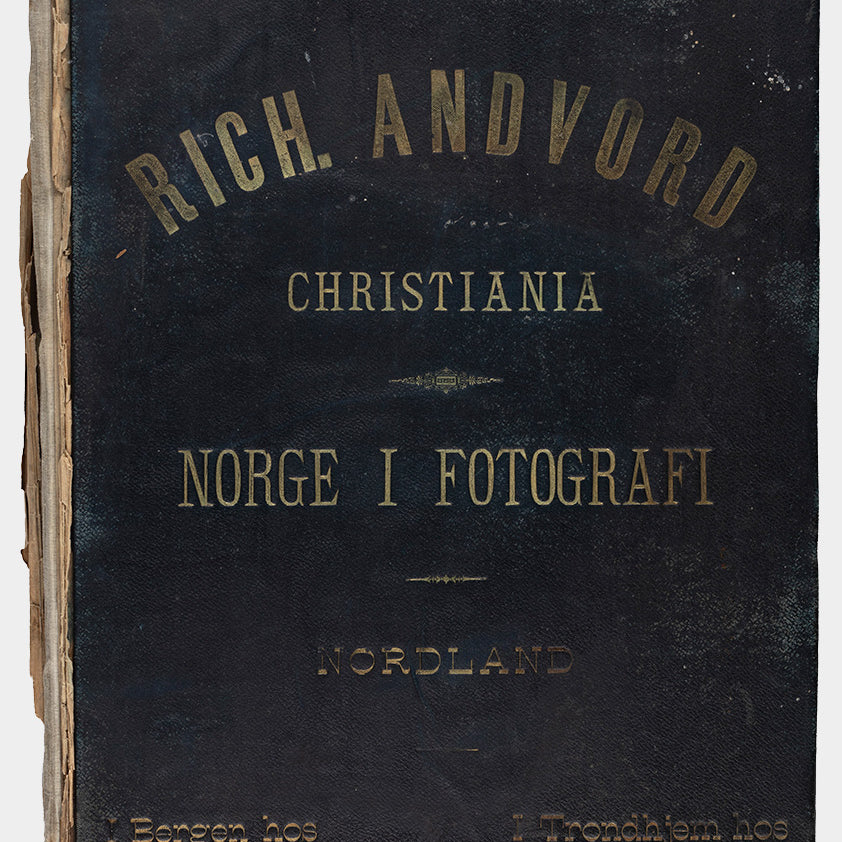 RICH. ANDVORD
CHRISTIANIA
NORGE I FOTOGRAFI
NORDLAND
I Bergen hos I Trondhjem hos